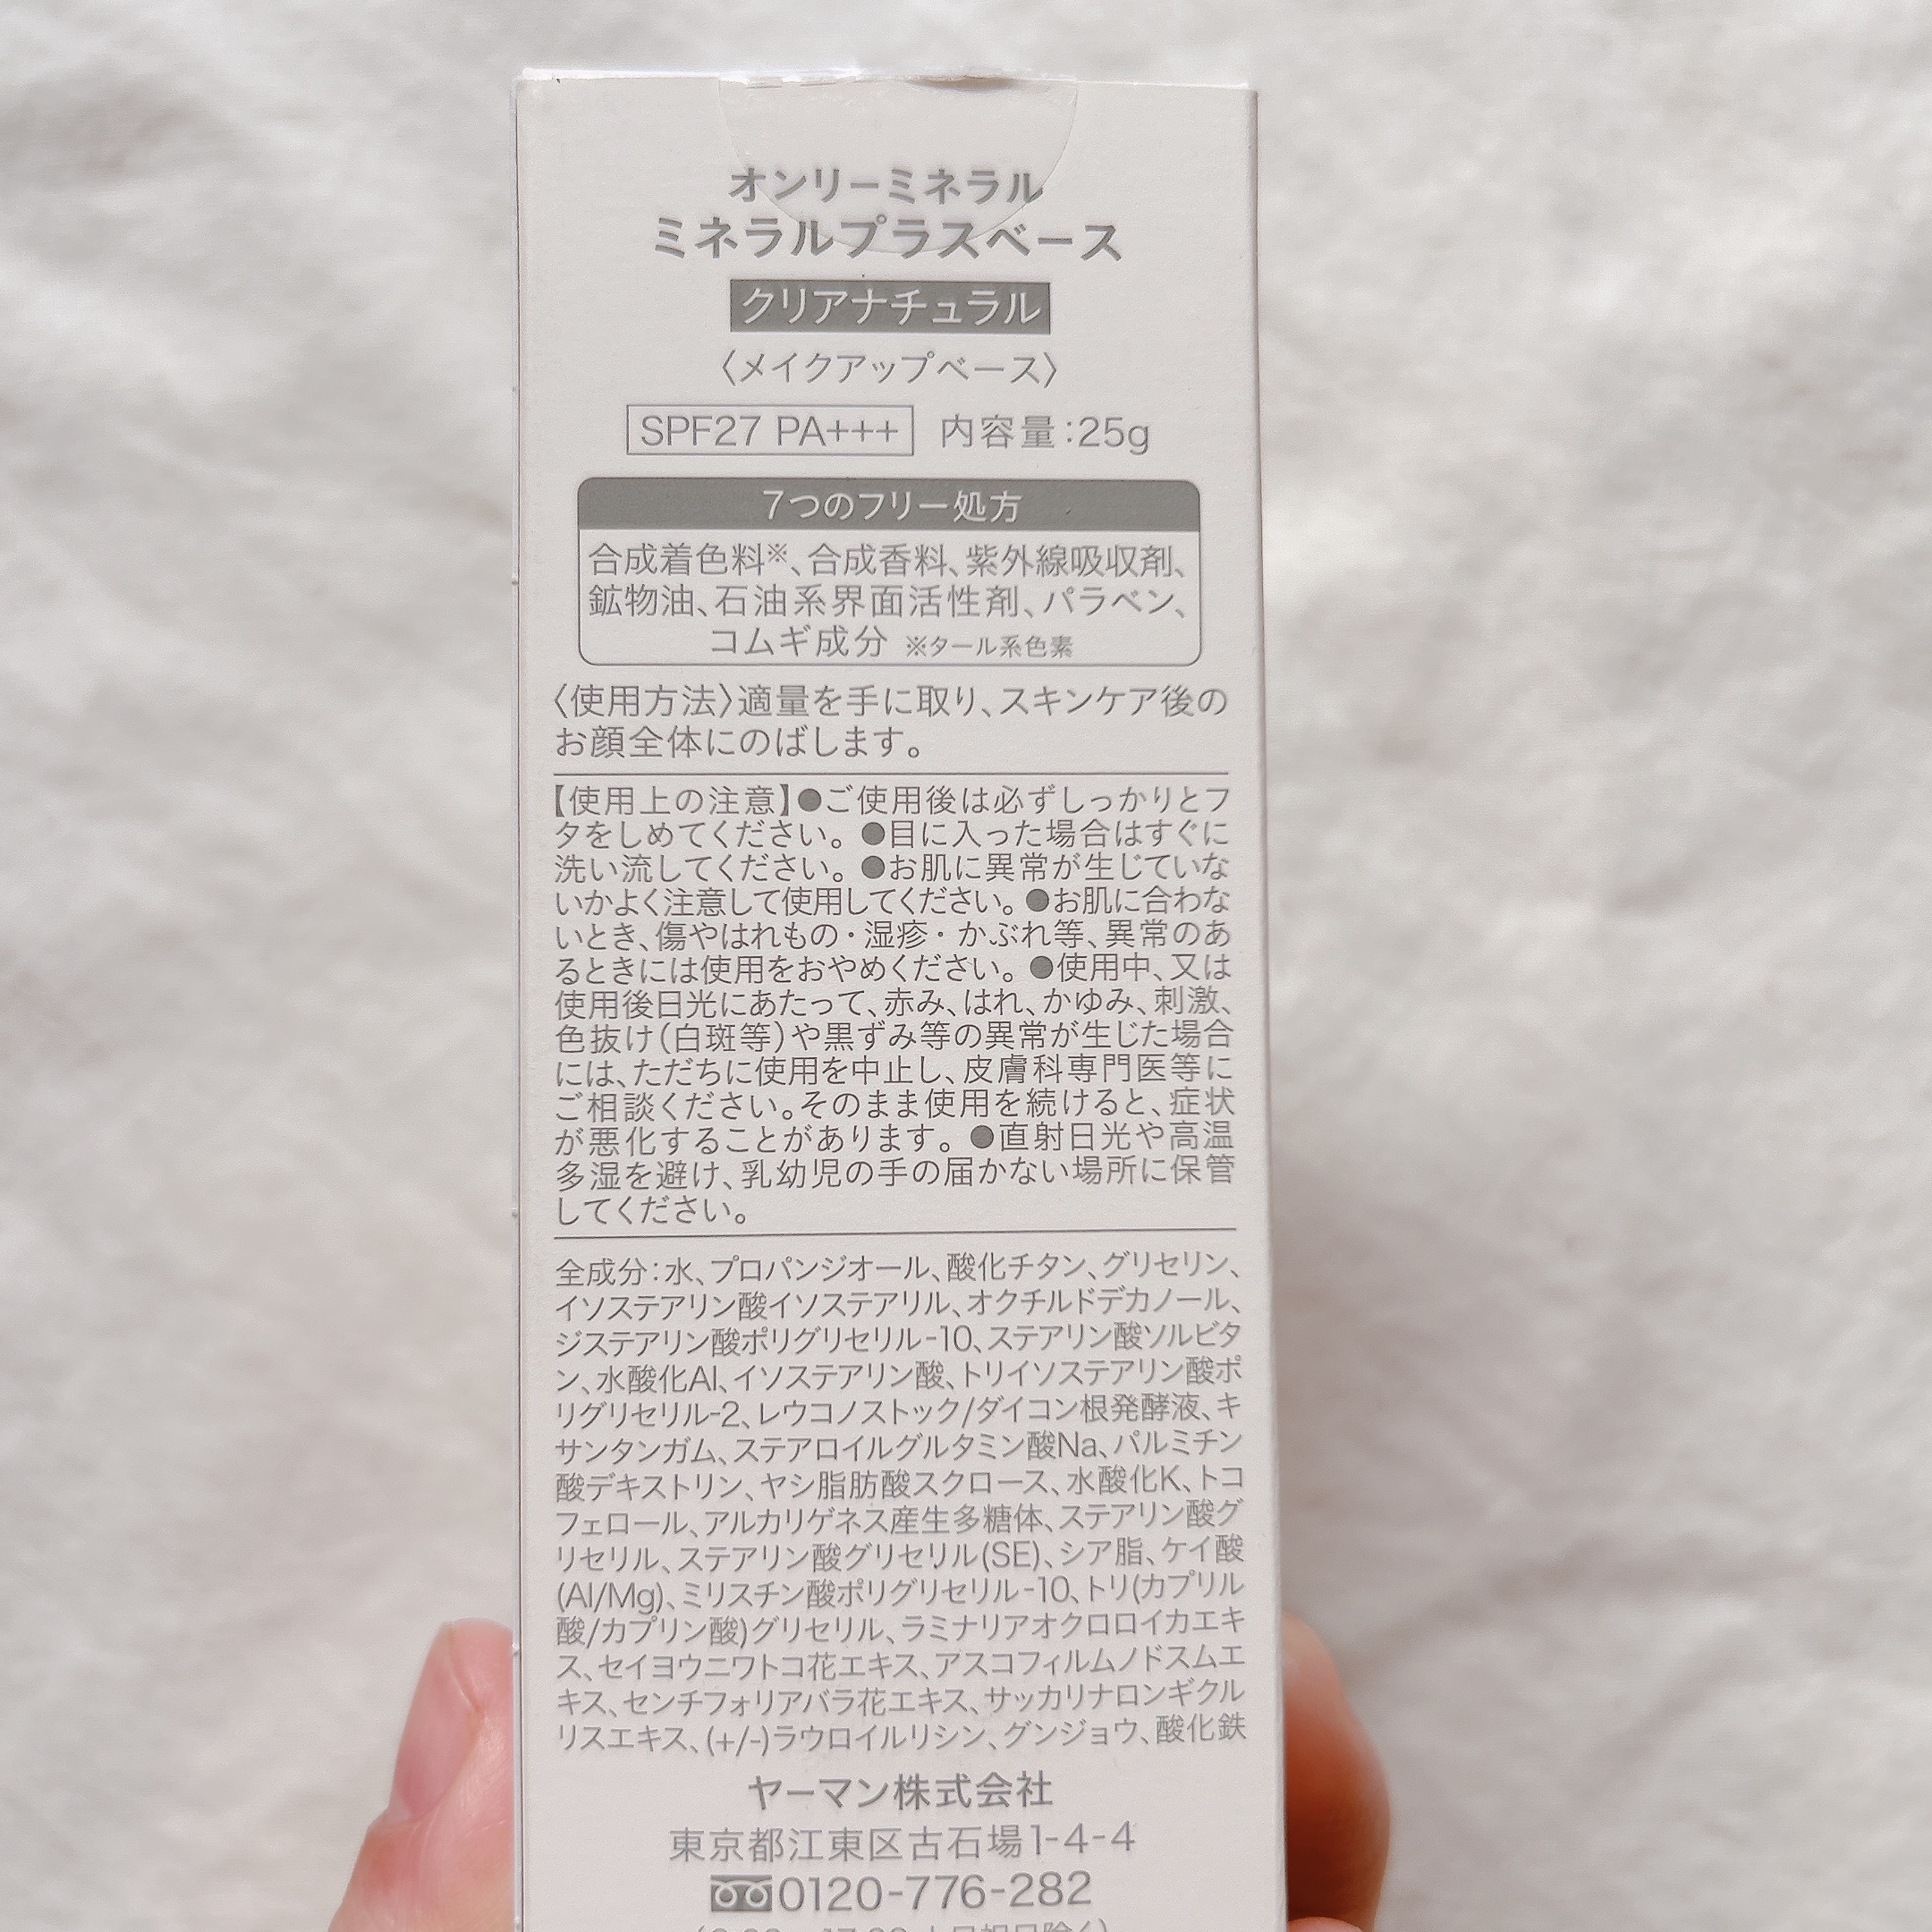 オンリーミネラル
ミネラルプラスベース
クリアナチュラル
〈メイクアップベース〉
SPF27 PA+++ 内容量:25g
7つのフリー処方
合成着色料※、合成香料、紫外線吸収剤、
鉱物油、石油系界面活性剤、パラベン、
コムギ成分 ※タール系色素
〈使用方法〉適量を手に取り、スキンケア後の
お顔全体にのばします。
【使用上の注意】●ご使用後は必ずしっかりとフ
タをしめてください。●目に入った場合はすぐに
洗い流してください。●お肌に異常が生じていな
いかよく注意して使用してください。●お肌に合わな
いとき、傷やはれもの・湿疹・かぶれ等、異常のあ
るときには使用をおやめください。●使用中、又は
使用後日光にあたって、赤み、はれ、かゆみ、刺激、
色抜け(白斑等)や黒ずみ等の異常が生じた場合
には、ただちに使用を中止し、皮膚科専門医等に
ご相談ください。そのまま使用を続けると、症状
が悪化することがあります。●直射日光や高温
多湿を避け、乳幼児の手の届かない場所に保管
してください。
全成分:水、プロパンジオール、酸化チタン、グリセリン、
イソステアリン酸イソステアリル、オクチルドデカノール、
ジステアリン酸ポリグリセリル-10、ステアリン酸ソルビタ
ン、水酸化Al、イソステアリン酸、トリイソステアリン酸ポ
リグリセリル-2、レウコノストック/ダイコン根発酵液、キ
サンタンガム、ステアロイルグルタミン酸Na、パルミチン
酸デキストリン、ヤシ脂肪酸スクロース、水酸化K、トコ
フェロール、アルカリゲネス産生多糖体、ステアリン酸グ
リセリル、ステアリン酸グリセリル(SE)、シア脂、ケイ酸
(Al/Mg)、ミリスチン酸ポリグリセリル-10、トリ(カプリル
酸/カプリン酸)グリセリル、ラミナリアオクロロイカエキ
ス、セイヨウニワトコ花エキス、アスコフィルムノドスムエ
キス、センチフォリアバラ花エキス、サッカリナロンギクル
リスエキス、(+/-)ラウロイルリシン、グンジョウ、酸化鉄
ヤーマン株式会社
東京都江東区古石場1-4-4
0120-776-282